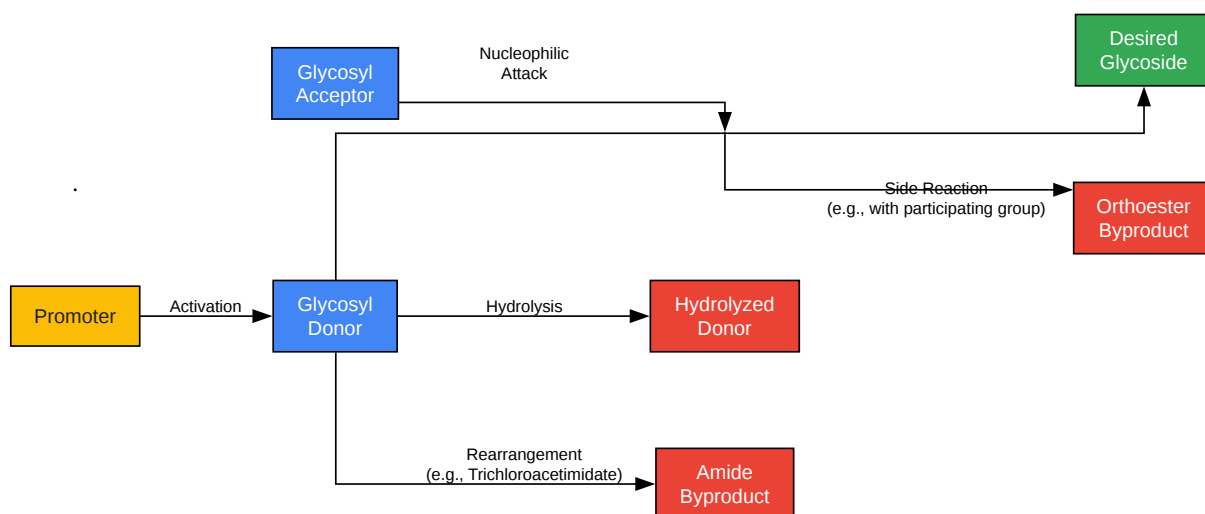 Desired
Glycoside
Nucleophilic
Attack
Glycosyl
Acceptor
Side Reaction
(e.g., with participating group)
Orthoester
Byproduct
Promoter
Activation
Glycosyl
Donor
Hydrolysis
Hydrolyzed
Donor
Rearrangement
(e.g., Trichloroacetimidate)
Amide
Byproduct